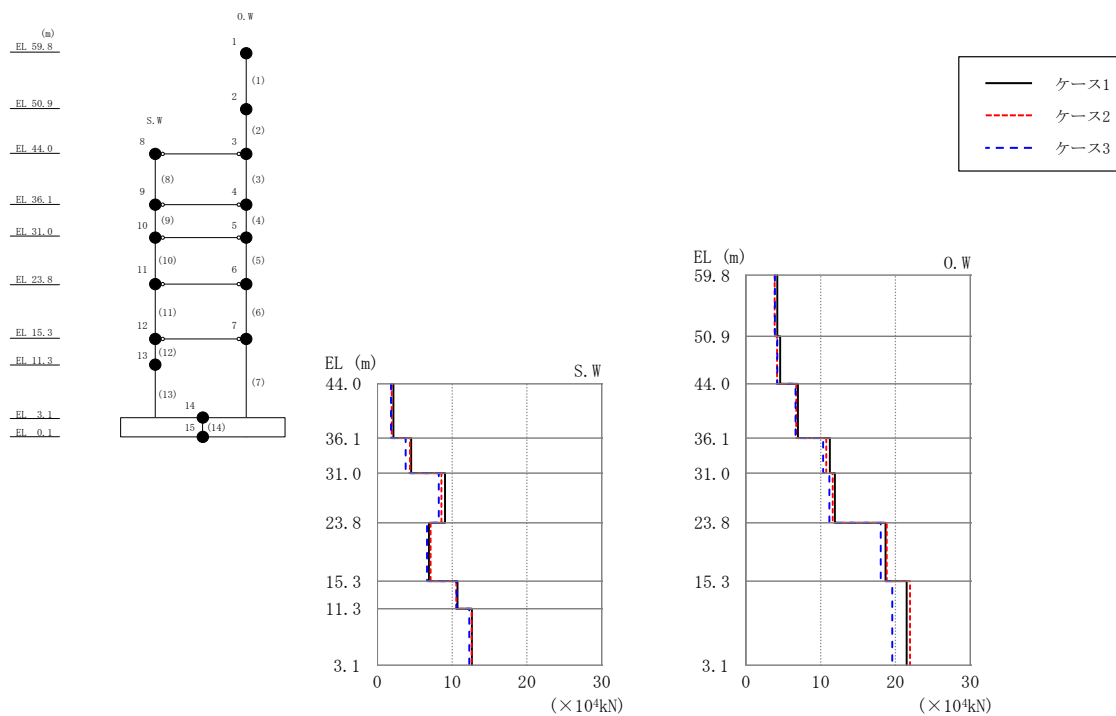 (m)
EL 59.8
EL 50.9
EL 44.0
EL 36.1
EL 31.0
EL 23.8
EL 15.3
EL 11.3
EL 3.1
EL 0.1
O.W
1
(1)
2
(2)
S.W
8
3
(8)
(3)
9
4
(9)
(4)
10
5
(10)
(5)
11
6
(11)
(6)
12
7
13
(12)
(13)
(7)
14
15
(14)
ケース1
ケース2
ケース3
EL (m)
S.W
44.0
36.1
31.0
23.8
15.3
11.3
3.1
0
10
20
30
(×10⁴kN)
EL (m)
O.W
59.8
50.9
44.0
36.1
31.0
23.8
15.3
3.1
0
10
20
30
(×10⁴kN)